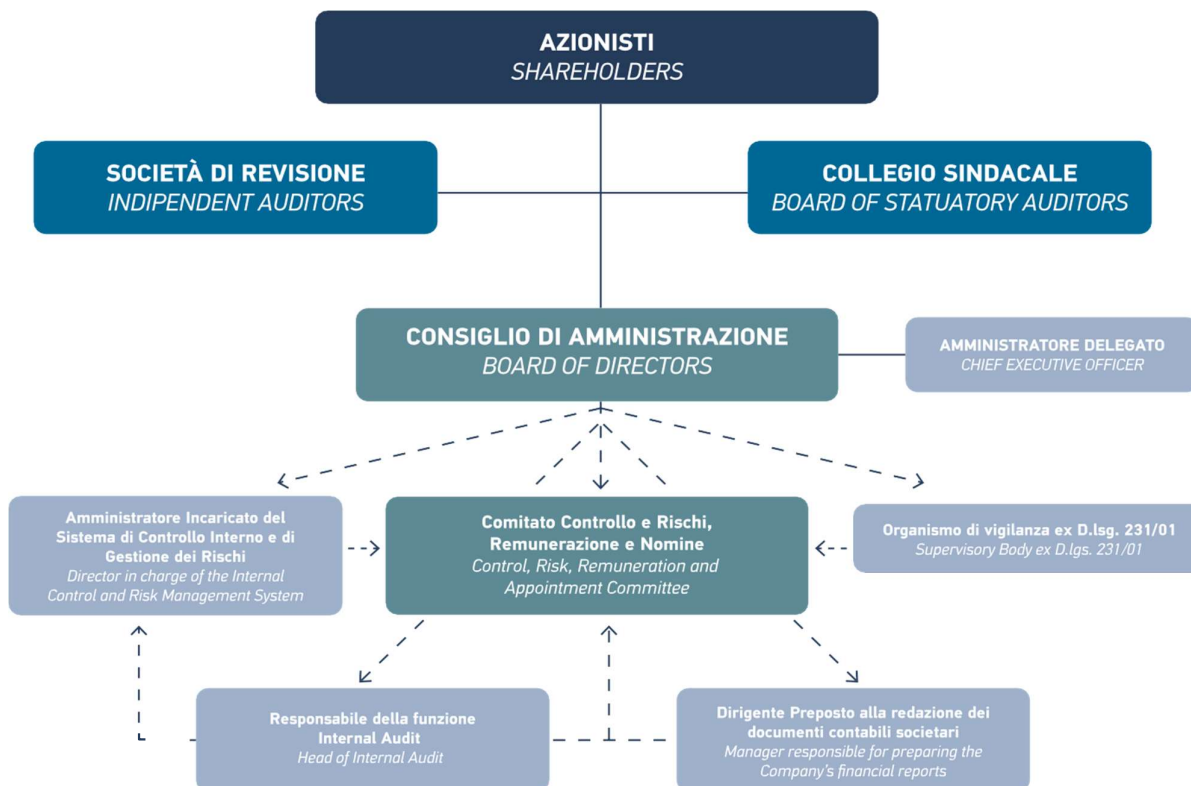 AZIONISTI
SHAREHOLDERS
SOCIETÀ DI REVISIONE
INDIPENDENT AUDITORS
COLLEGIO SINDACALE
BOARD OF STATUATORY AUDITORS
CONSIGLIO DI AMMINISTRAZIONE
BOARD OF DIRECTORS
AMMINISTRATORE DELEGATO
CHIEF EXECUTIVE OFFICER
Amministratore Incaricato del
Sistema di Controllo Interno e di
Gestione dei Rischi
Director in charge of the Internal
Control and Risk Management System
Comitato Controllo e Rischi,
Remunerazione e Nomine
Control, Risk, Remuneration and
Appointment Committee
Organismo di vigilanza ex D.lsg. 231/01
Supervisory Body ex D.lgs. 231/01
Responsabile della funzione
Internal Audit
Head of Internal Audit
Dirigente Preposto alla redazione dei
documenti contabili societari
Manager responsible for preparing the
Company's financial reports